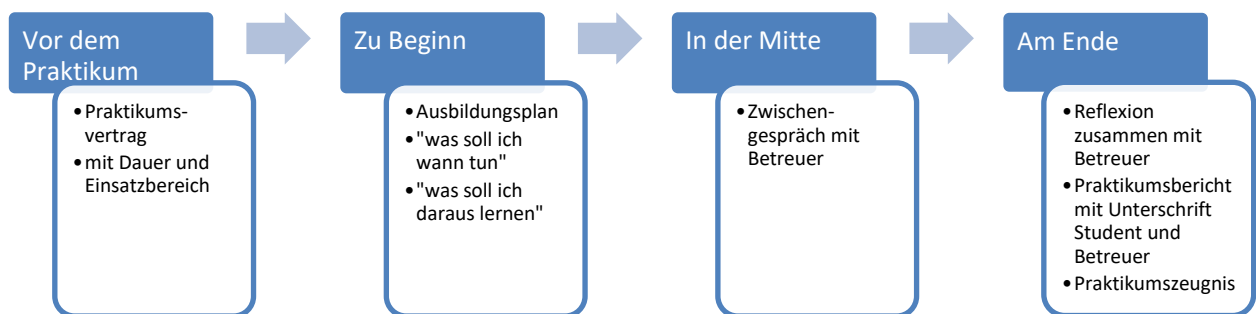 Vor dem
Praktikum
•Praktikums-
vertrag
•mit Dauer und
Einsatzbereich
Zu Beginn
•Ausbildungsplan
•"was soll ich
wann tun"
•"was soll ich
daraus lernen"
In der Mitte
•Zwischen-
gespräch mit
Betreuer
Am Ende
•Reflexion
zusammen mit
Betreuer
•Praktikumsbericht
mit Unterschrift
Student und
Betreuer
•Praktikumszeugnis